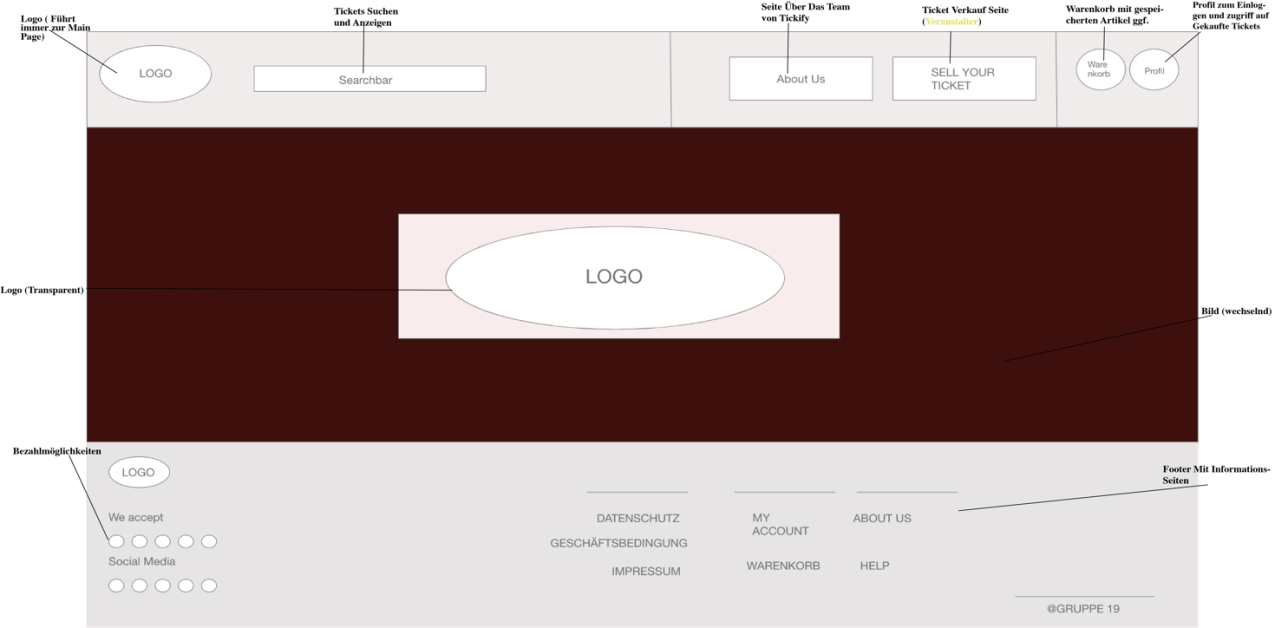 Logo ( Führt
immer zur Main
Page)
Tickets Suchen
und Anzeigen
Seite Über Das Team
von Tickify
Ticket Verkauf Seite
(Veranstalter)
Warenkorb mit gespei-
cherten Artikel ggf.
Profil zum Einlog-
gen und zugriff auf
Gekaufte Tickets
LOGO
Searchbar
About Us
SELL YOUR
TICKET
Ware
nkorb
Profil
LOGO
Logo (Transparent)
Bild (wechselnd)
Bezahlmöglichkeiten
LOGO
Footer Mit Informations-
Seiten
We accept
Social Media
DATENSCHUTZ
GESCHÄFTSBEDINGUNG
IMPRESSUM
MY
ACCOUNT
WARENKORB
ABOUT US
HELP
@GRUPPE 19